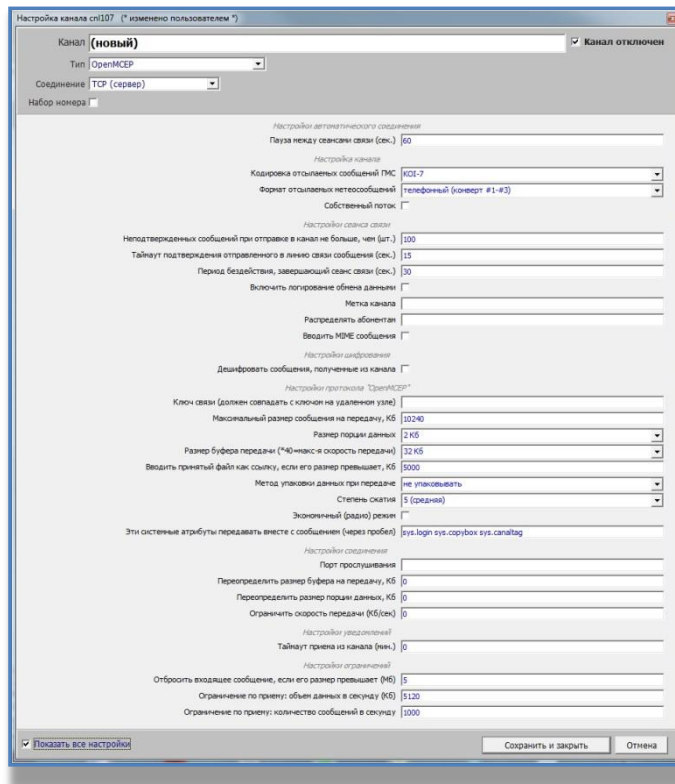 Настройка канала cnl107 (* изменено пользователем *)
Канал (новый) Канал отключен
Тип OpenMCEP
Соединение TCP (сервер)
Набор номера
Настройки автоматического соединения
Пауза между сеансами связи (сек.) 60
Настройка канала
Кодировка отсылаемых сообщений ГМС KOI-7
Формат отсылаемых метеосообщений телефонный (конверт #1-#3)
Собственный поток
Настройки сеанса связи
Неподтвержденных сообщений при отправке в канал не больше, чем (шт.) 100
Таймаут подтверждения отправленного в линию связи сообщения (сек.) 15
Период бездействия, завершающий сеанс связи (сек.) 30
Включить логирование обмена данными
Метка канала
Распределять абонентам
Вводить MIME сообщения
Настройки шифрования
Дешифровать сообщения, полученные из канала
Настройки протокола "OpenMCEP"
Ключ связи (должен совпадать с ключом на удаленном узле)
Максимальный размер сообщения на передачу, Кб 10240
Размер порции данных 2 Кб
Размер буфера передачи (*40=макс-я скорость передачи) 32 Кб
Вводить принятый файл как ссылку, если его размер превышает, Кб 5000
Метод упаковки данных при передаче не упаковывать
Степень сжатия 5 (средняя)
Экономичный (радио) режим
Эти системные атрибуты передавать вместе с сообщением (через пробел) sys.login sys.copybox sys.canaltag
Настройки соединения
Порт прослушивания
Переопределить размер буфера на передачу, Кб 0
Переопределить размер порции данных, Кб 0
Ограничить скорость передачи (Кб/сек) 0
Настройки уведомлений
Таймаут приема из канала (мин.) 0
Настройки ограничений
Отбросить входящее сообщение, если его размер превышает (Мб) 5
Ограничение по приему: объем данных в секунду (Кб) 5120
Ограничение по приему: количество сообщений в секунду 1000
Показать все настройки Сохранить и закрыть Отмена